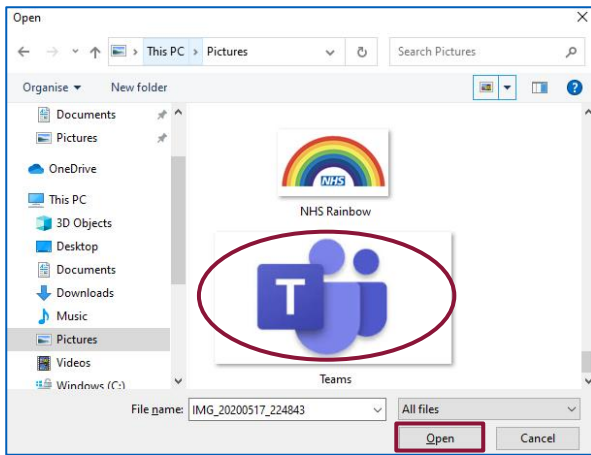 Open
This PC > Pictures
Search Pictures
Organise
New folder
Documents
Pictures
OneDrive
This PC
3D Objects
Desktop
Documents
Downloads
Music
Pictures
Videos
Windows (C:)
NHS
NHS Rainbow
T
Teams
File name: IMG_20200517_224843
All files
Open
Cancel